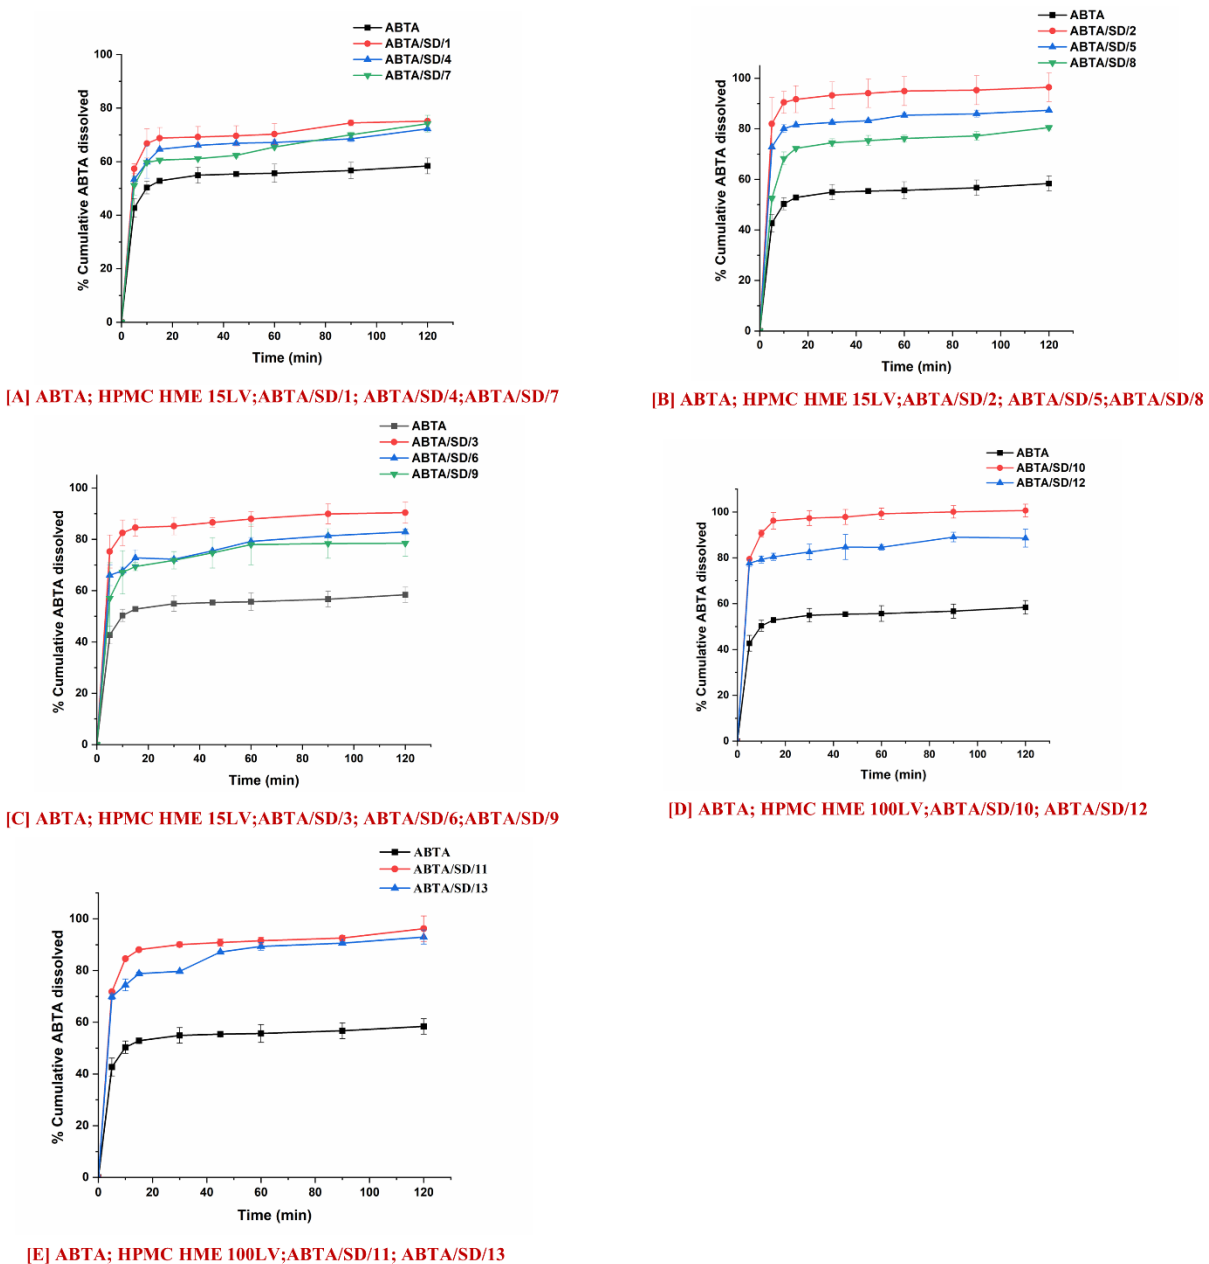 ABTA
ABTA/SD/1
ABTA/SD/4
ABTA/SD/7
100
80
60
40
20
0
% Cumulative ABTA dissolved
0 20 40 60 80 100 120
Time (min)
[A] ABTA; HPMC HME 15LV;ABTA/SD/1; ABTA/SD/4;ABTA/SD/7
ABTA
ABTA/SD/2
ABTA/SD/5
ABTA/SD/8
100
80
60
40
20
0
% Cumulative ABTA dissolved
0 20 40 60 80 100 120
Time (min)
[B] ABTA; HPMC HME 15LV;ABTA/SD/2; ABTA/SD/5;ABTA/SD/8
ABTA
ABTA/SD/3
ABTA/SD/6
ABTA/SD/9
100
80
60
40
20
0
% Cumulative ABTA dissolved
0 20 40 60 80 100 120
Time (min)
[C] ABTA; HPMC HME 15LV;ABTA/SD/3; ABTA/SD/6;ABTA/SD/9
ABTA
ABTA/SD/10
ABTA/SD/12
100
80
60
40
20
0
% Cumulative ABTA dissolved
0 20 40 60 80 100 120
Time (min)
[D] ABTA; HPMC HME 100LV;ABTA/SD/10; ABTA/SD/12
ABTA
ABTA/SD/11
ABTA/SD/13
100
80
60
40
20
0
% Cumulative ABTA dissolved
0 20 40 60 80 100 120
Time (min)
[E] ABTA; HPMC HME 100LV;ABTA/SD/11; ABTA/SD/13